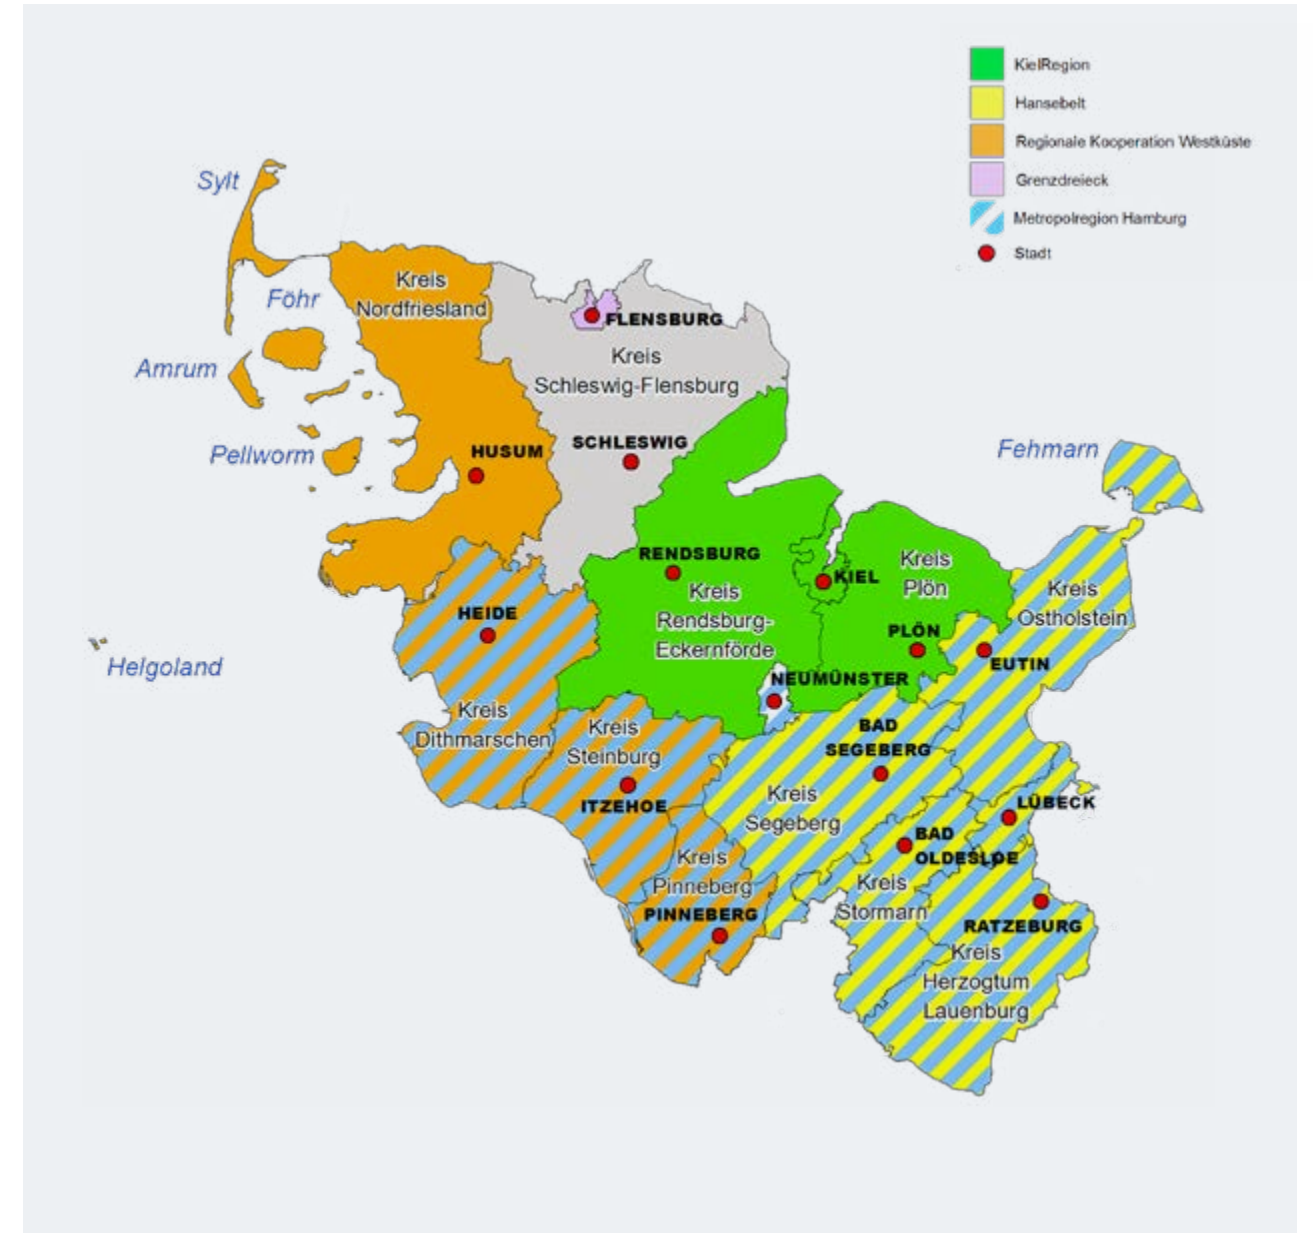 KielRegion
Hansebelt
Regionale Kooperation Westküste
Grenzdreieck
Metropolregion Hamburg
Stadt
Sylt
Föhr
Amrum
Pellworm
Helgoland
Fehmarn
Kreis
Nordfriesland
HUSUM
FLENSBURG
Kreis
Schleswig-Flensburg
SCHLESWIG
RENDSBURG
Kreis
Rendsburg-
Eckernförde
KIEL
Kreis
Plön
PLÖN
Kreis
Ostholstein
EUTIN
HEIDE
Kreis
Dithmarschen
NEUMÜNSTER
Kreis
Steinburg
ITZEHOE
BAD
SEGEBERG
Kreis
Segeberg
LÜBECK
BAD
OLDESLOE
Kreis
Pinneberg
PINNEBERG
Kreis
Stormarn
RATZEBURG
Kreis
Herzogtum
Lauenburg